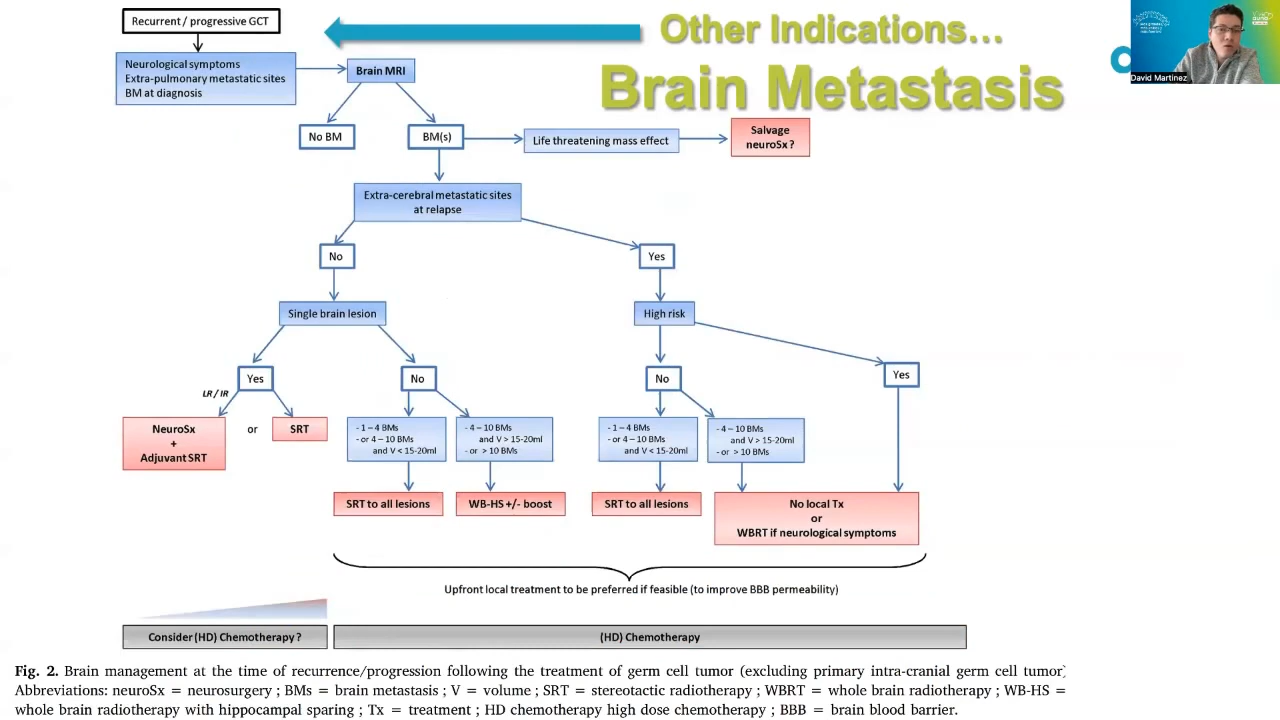 Recurrent / progressive GCT
Other Indications...
Brain Metastasis
David Martinez
Neurological symptoms
Extra-pulmonary metastatic sites
BM at diagnosis
Brain MRI
No BM
BM(s)
Life threatening mass effect
Salvage
neuroSx ?
Extra-cerebral metastatic sites
at relapse
No
Yes
Single brain lesion
High risk
Yes
No
No
Yes
LR / IR
NeuroSx
+
Adjuvant SRT
or
SRT
- 1 – 4 BMs
- or 4 – 10 BMs
and V < 15-20ml
- 4 – 10 BMs
and V > 15-20ml
- or > 10 BMs
- 1 – 4 BMs
- or 4 – 10 BMs
and V < 15-20ml
- 4 – 10 BMs
and V > 15-20ml
- or > 10 BMs
SRT to all lesions
WB-HS +/- boost
SRT to all lesions
No local Tx
or
WBRT if neurological symptoms
Upfront local treatment to be preferred if feasible (to improve BBB permeability)
Consider (HD) Chemotherapy ?
(HD) Chemotherapy
Fig. 2. Brain management at the time of recurrence/progression following the treatment of germ cell tumor (excluding primary intra-cranial germ cell tumor)
Abbreviations: neuroSx = neurosurgery ; BMs = brain metastasis ; V = volume ; SRT = stereotactic radiotherapy ; WBRT = whole brain radiotherapy ; WB-HS =
whole brain radiotherapy with hippocampal sparing ; Tx = treatment ; HD chemotherapy high dose chemotherapy ; BBB = brain blood barrier.